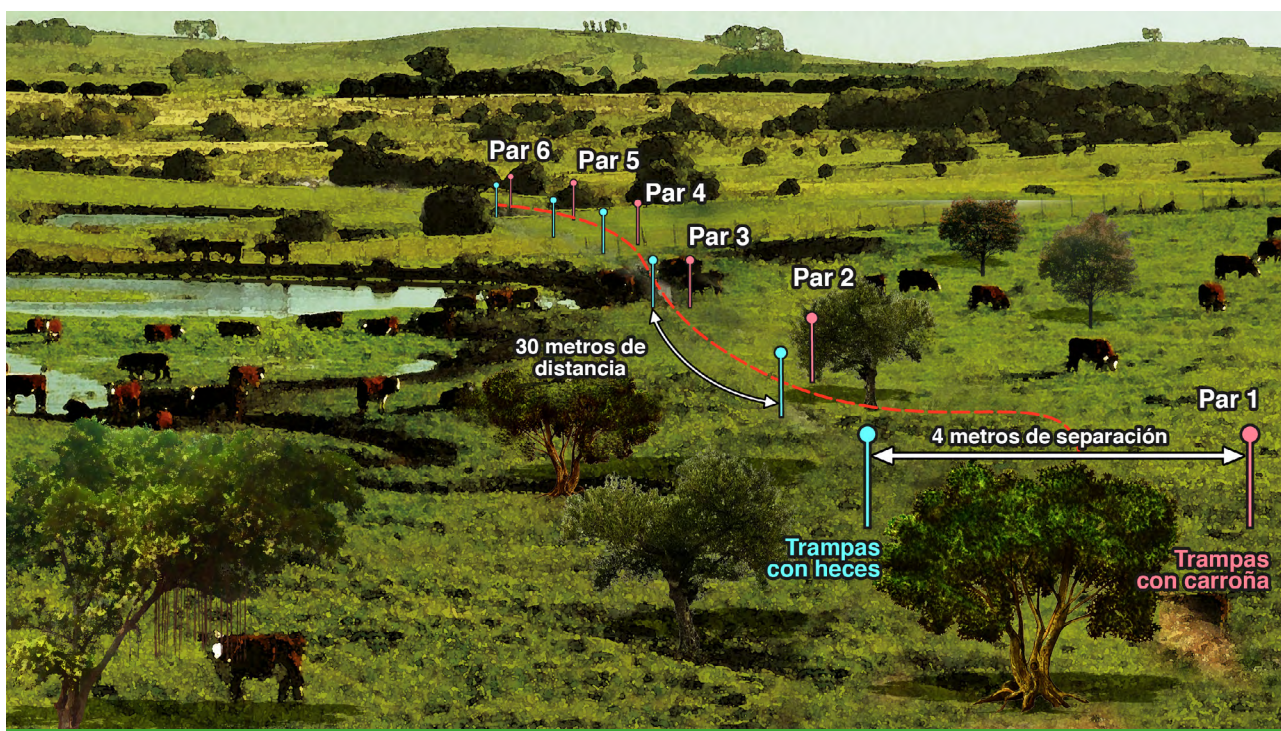 Par 6
Par 5
Par 4
Par 3
Par 2
30 metros de
distancia
Par 1
4 metros de separación
Trampas
con heces
Trampas
con carroña